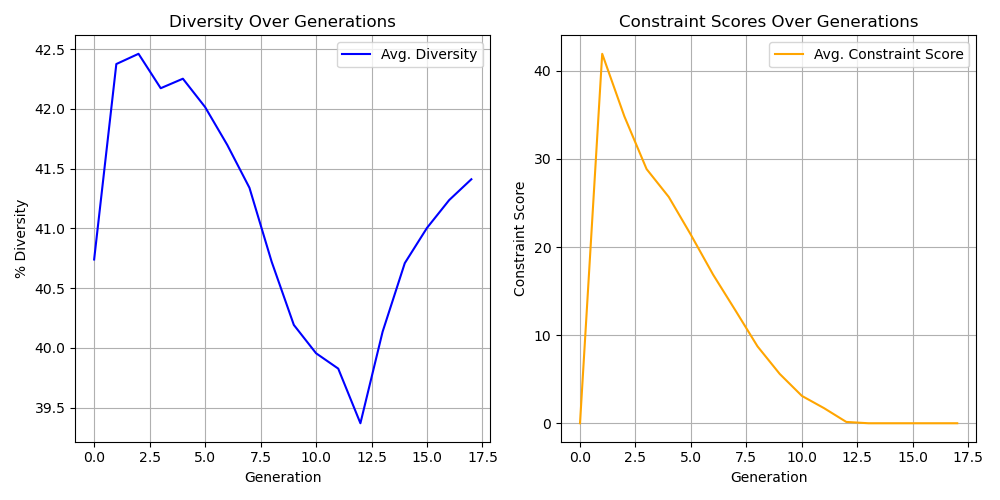 Diversity Over Generations
Avg. Diversity
42.5
42.0
41.5
41.0
40.5
40.0
39.5
% Diversity
0.0 2.5 5.0 7.5 10.0 12.5 15.0 17.5
Generation
Constraint Scores Over Generations
Avg. Constraint Score
40
30
20
10
0
Constraint Score
0.0 2.5 5.0 7.5 10.0 12.5 15.0 17.5
Generation